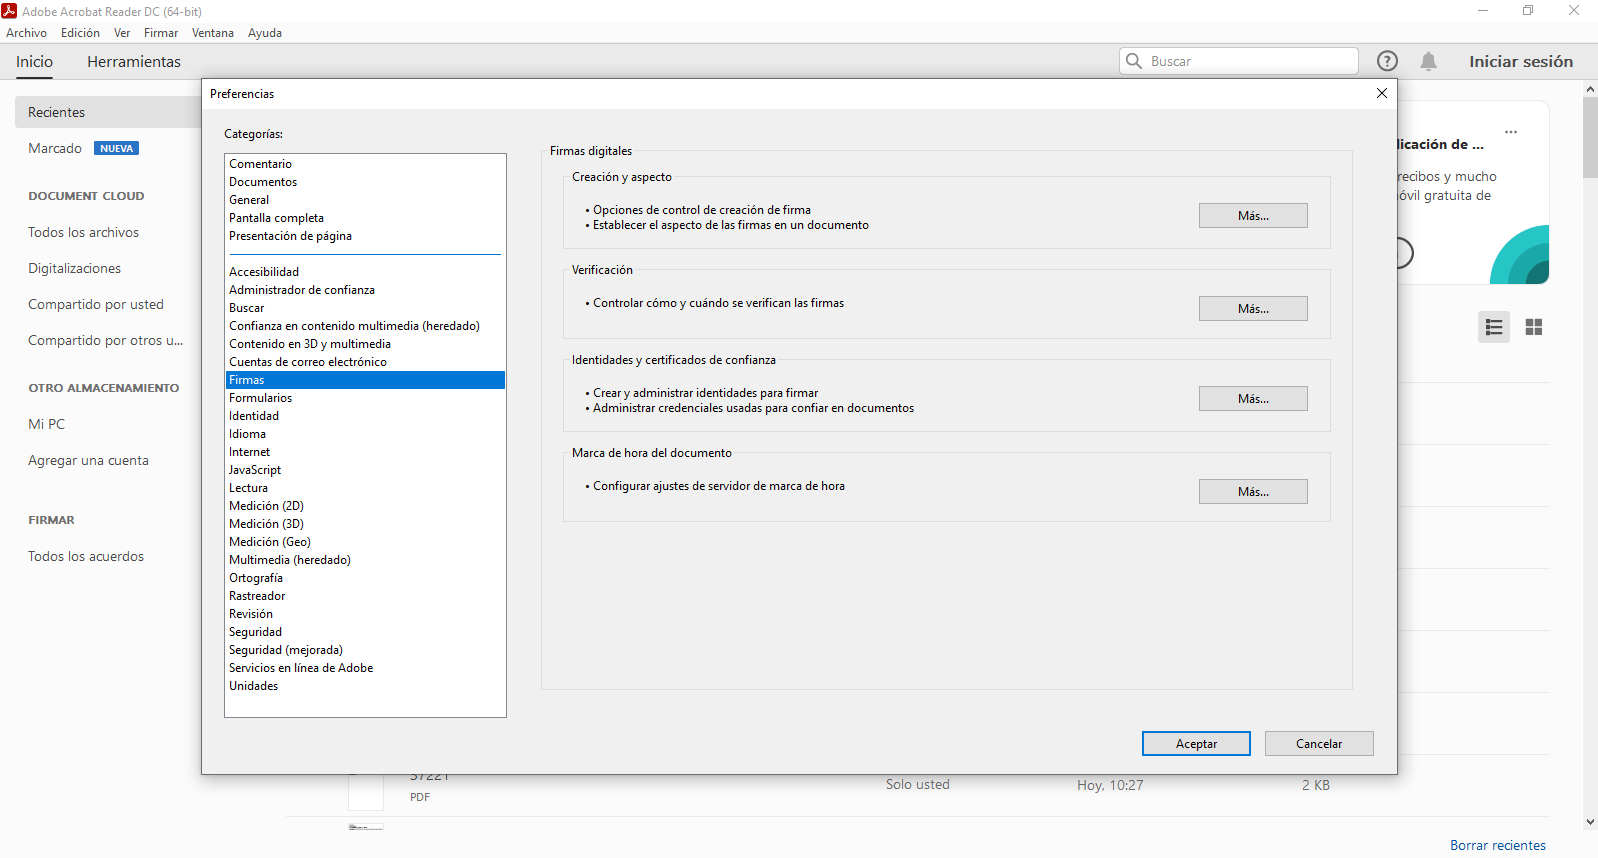 Adobe Acrobat Reader DC (64-bit)
Archivo Edición Ver Firmar Ventana Ayuda
Inicio Herramientas
Buscar
Iniciar sesión
Recientes
Marcado NUEVA
DOCUMENT CLOUD
Todos los archivos
Digitalizaciones
Compartido por usted
Compartido por otros u...
OTRO ALMACENAMIENTO
Mi PC
Agregar una cuenta
FIRMAR
Todos los acuerdos
Preferencias
Categorías:
Comentario
Documentos
General
Pantalla completa
Presentación de página
Accesibilidad
Administrador de confianza
Buscar
Confianza en contenido multimedia (heredado)
Contenido en 3D y multimedia
Cuentas de correo electrónico
Firmas
Formularios
Identidad
Idioma
Internet
JavaScript
Lectura
Medición (2D)
Medición (3D)
Medición (Geo)
Multimedia (heredado)
Ortografía
Rastreador
Revisión
Seguridad
Seguridad (mejorada)
Servicios en línea de Adobe
Unidades
Firmas digitales
Creación y aspecto
• Opciones de control de creación de firma
• Establecer el aspecto de las firmas en un documento
Más...
Verificación
• Controlar cómo y cuándo se verifican las firmas
Más...
Identidades y certificados de confianza
• Crear y administrar identidades para firmar
• Administrar credenciales usadas para confiar en documentos
Más...
Marca de hora del documento
• Configurar ajustes de servidor de marca de hora
Más...
Aceptar Cancelar
...
licación de ...
recibos y mucho
óvil gratuita de
37221
PDF
Solo usted
Hoy, 10:27
2 KB
Borrar recientes